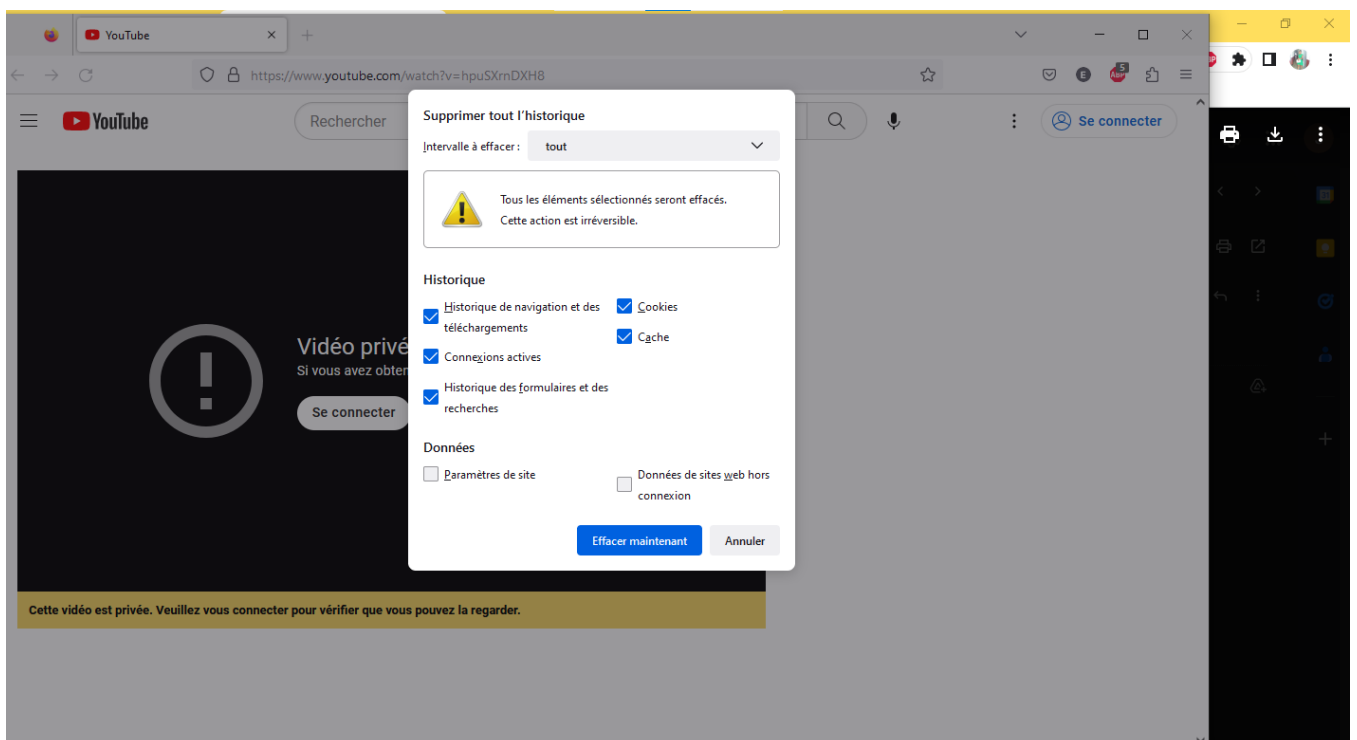 YouTube
https://www.youtube.com/watch?v=hpuSXrnDXH8
E
ABP
5
YouTube
Rechercher
Se connecter
Supprimer tout l'historique
Intervalle à effacer : tout
Tous les éléments sélectionnés seront effacés.
Cette action est irréversible.
Historique
Historique de navigation et des
téléchargements
Cookies
Cache
Connexions actives
Historique des formulaires et des
recherches
Données
Paramètres de site
Données de sites web hors
connexion
Effacer maintenant Annuler
Vidéo privé
Si vous avez obten
Se connecter
Cette vidéo est privée. Veuillez vous connecter pour vérifier que vous pouvez la regarder.